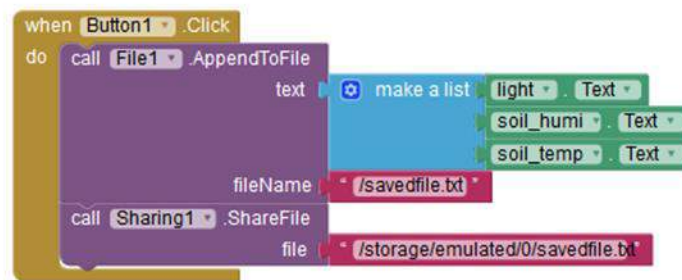 when Button1 .Click
do call File1 .AppendToFile
text make a list light . Text
soil_humi . Text
soil_temp . Text
fileName " /savedfile.txt "
call Sharing1 .ShareFile
file " /storage/emulated/0/savedfile.txt "